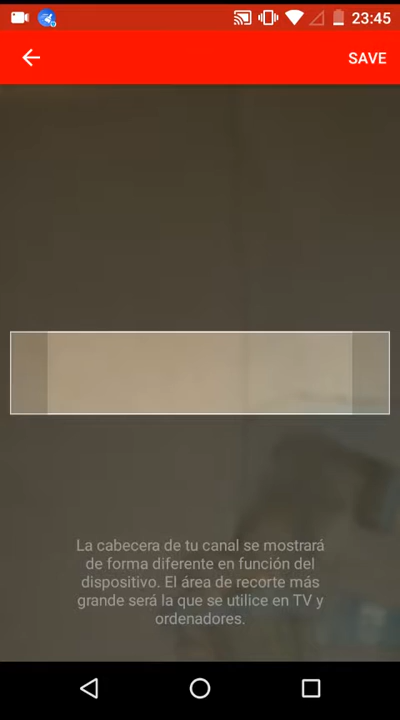 23:45
SAVE
La cabecera de tu canal se mostrará
de forma diferente en función del
dispositivo. El área de recorte más
grande será la que se utilice en TV y
ordenadores.